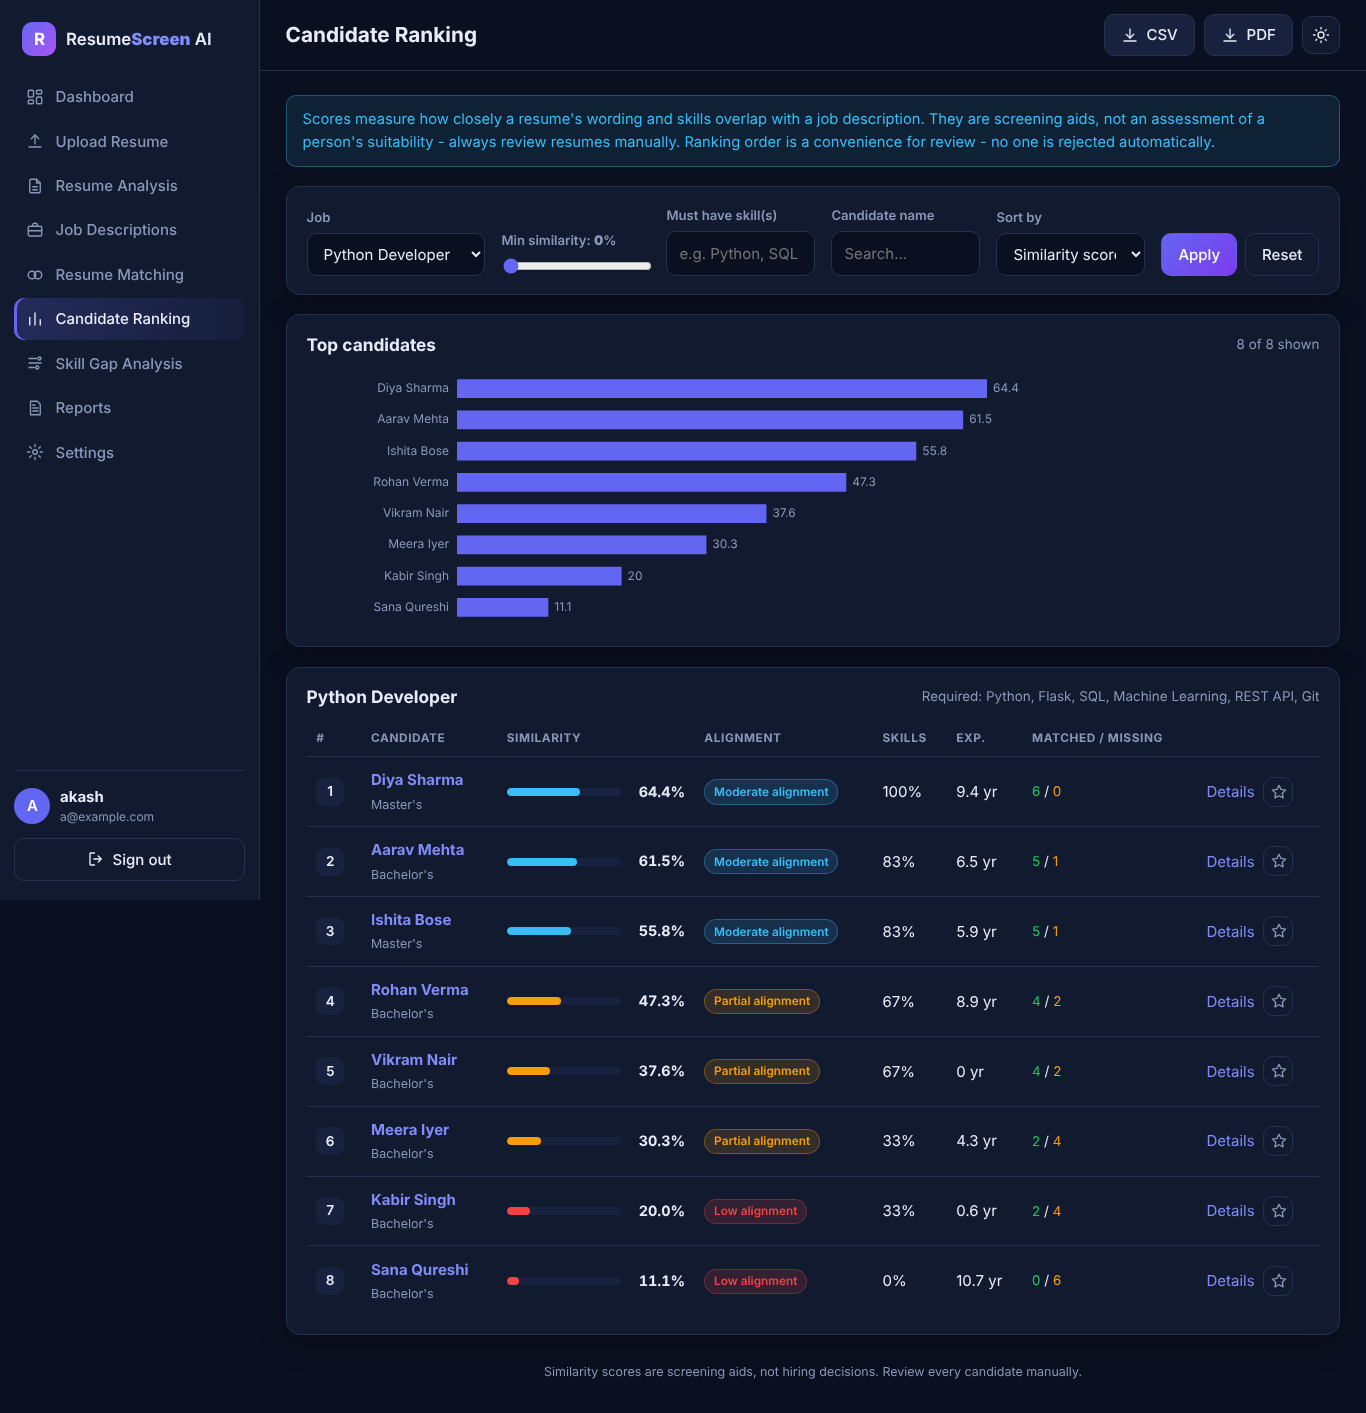 R ResumeScreen AI
Dashboard
Upload Resume
Resume Analysis
Job Descriptions
Resume Matching
Candidate Ranking
Skill Gap Analysis
Reports
Settings
A akash
a@example.com
Sign out
Candidate Ranking
CSV PDF
Scores measure how closely a resume's wording and skills overlap with a job description. They are screening aids, not an assessment of a
person's suitability - always review resumes manually. Ranking order is a convenience for review - no one is rejected automatically.
Job Min similarity: 0% Must have skill(s) Candidate name Sort by
Python Developer e.g. Python, SQL Search... Similarity score Apply Reset
Top candidates 8 of 8 shown
Diya Sharma 64.4
Aarav Mehta 61.5
Ishita Bose 55.8
Rohan Verma 47.3
Vikram Nair 37.6
Meera Iyer 30.3
Kabir Singh 20
Sana Qureshi 11.1
Python Developer Required: Python, Flask, SQL, Machine Learning, REST API, Git
# CANDIDATE SIMILARITY ALIGNMENT SKILLS EXP. MATCHED / MISSING
1 Diya Sharma 64.4% Moderate alignment 100% 9.4 yr 6 / 0 Details
Master's
2 Aarav Mehta 61.5% Moderate alignment 83% 6.5 yr 5 / 1 Details
Bachelor's
3 Ishita Bose 55.8% Moderate alignment 83% 5.9 yr 5 / 1 Details
Master's
4 Rohan Verma 47.3% Partial alignment 67% 8.9 yr 4 / 2 Details
Bachelor's
5 Vikram Nair 37.6% Partial alignment 67% 0 yr 4 / 2 Details
Bachelor's
6 Meera Iyer 30.3% Partial alignment 33% 4.3 yr 2 / 4 Details
Bachelor's
7 Kabir Singh 20.0% Low alignment 33% 0.6 yr 2 / 4 Details
Bachelor's
8 Sana Qureshi 11.1% Low alignment 0% 10.7 yr 0 / 6 Details
Bachelor's
Similarity scores are screening aids, not hiring decisions. Review every candidate manually.